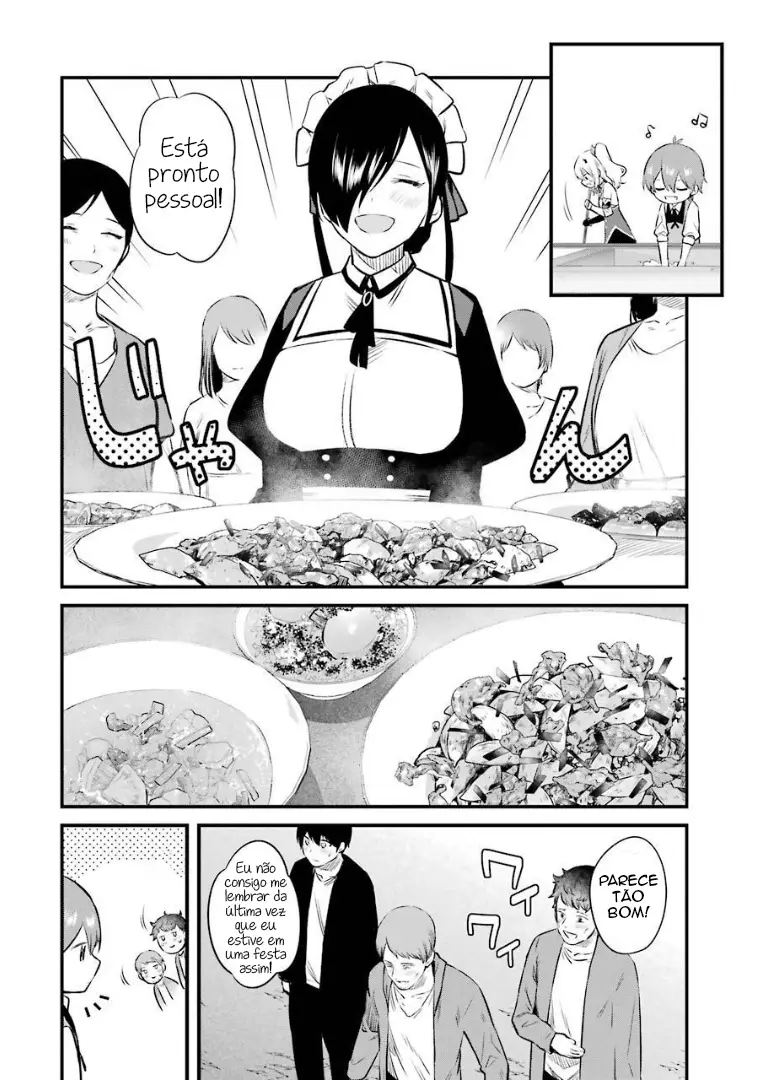 Está
pronto
pessoal!
じゃん
Eu não
consigo me
lembrar da
última vez
que eu
estive em
uma festa
assim!
ワイ
ワイ
PARECE
TÃO
BOM!